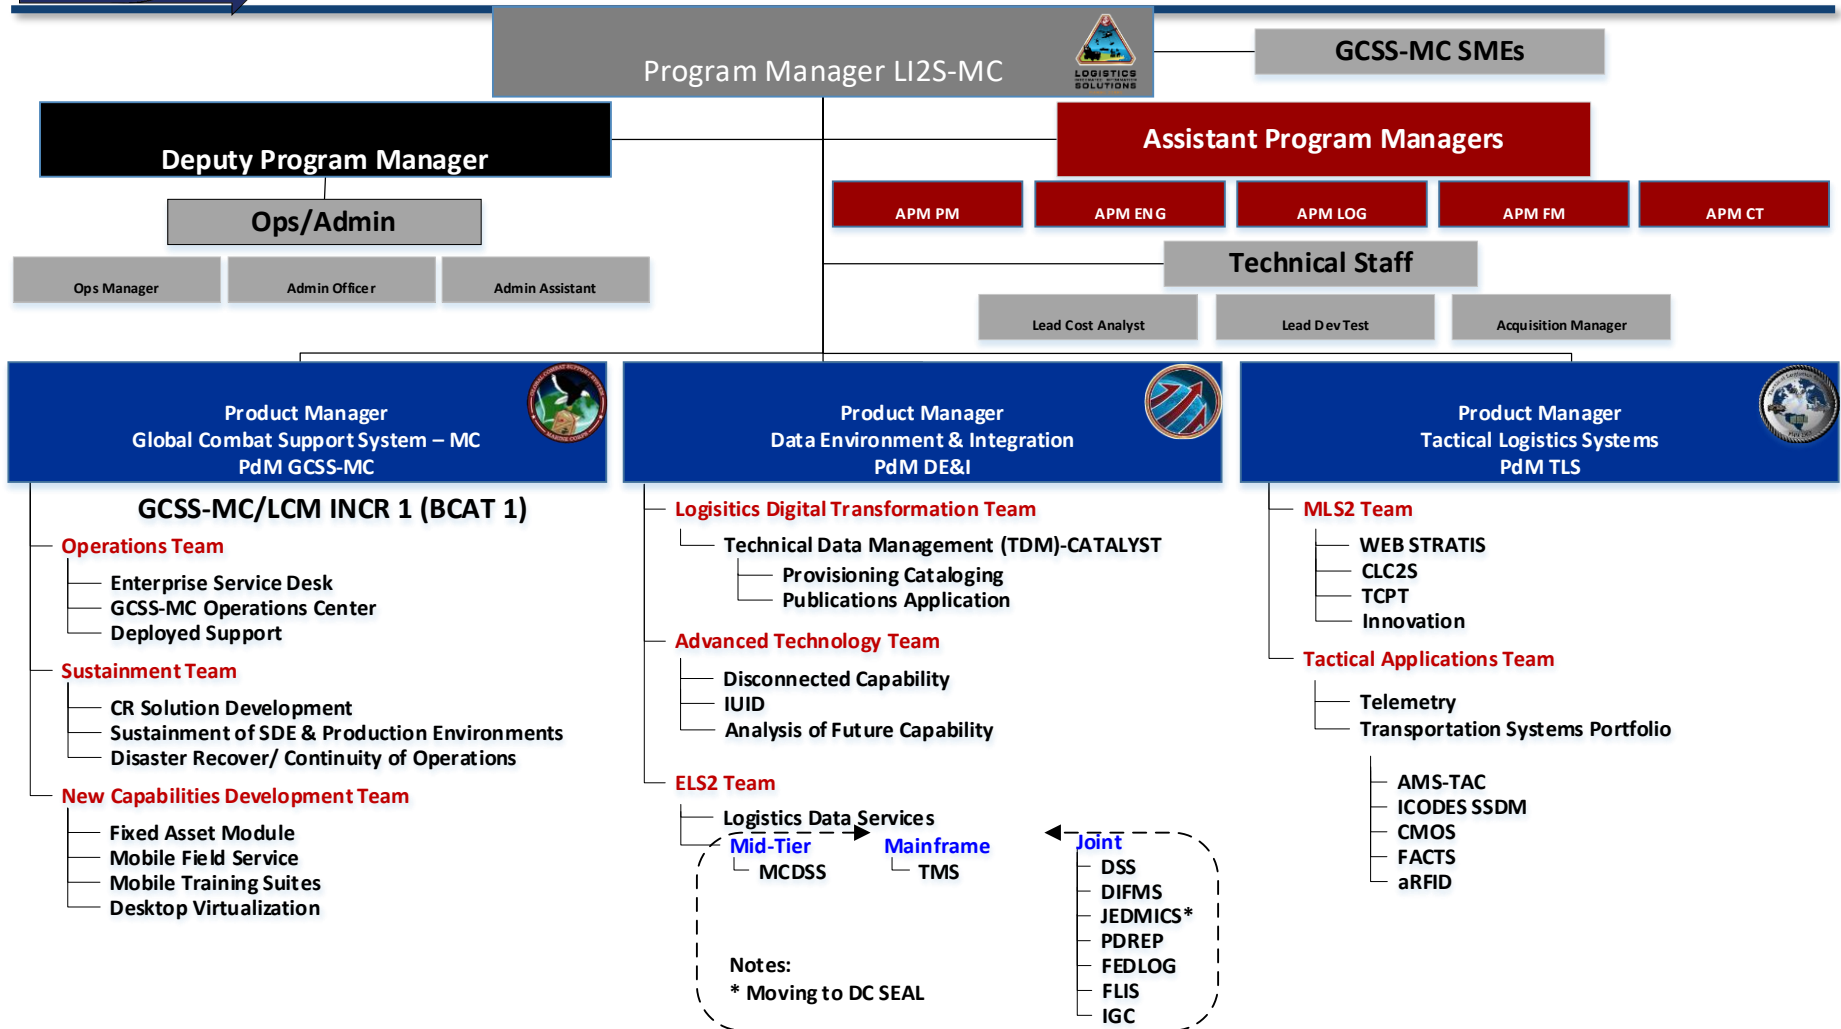 Program Manager LI2S-MC
LOGISTICS
SOLUTIONS
GCSS-MC SMEs
Deputy Program Manager
Assistant Program Managers
APM PM
APM ENG
APM LOG
APM FM
APM CT
Ops/Admin
Ops Manager
Admin Officer
Admin Assistant
Technical Staff
Lead Cost Analyst
Lead Dev Test
Acquisition Manager
Product Manager
Global Combat Support System – MC
PdM GCSS-MC
GCSS-MC/LCM INCR 1 (BCAT 1)
Operations Team
Enterprise Service Desk
GCSS-MC Operations Center
Deployed Support
Sustainment Team
CR Solution Development
Sustainment of SDE & Production Environments
Disaster Recover/ Continuity of Operations
New Capabilities Development Team
Fixed Asset Module
Mobile Field Service
Mobile Training Suites
Desktop Virtualization
Product Manager
Data Environment & Integration
PdM DE&I
Logisitics Digital Transformation Team
Technical Data Management (TDM)-CATALYST
Provisioning Cataloging
Publications Application
Advanced Technology Team
Disconnected Capability
IUID
Analysis of Future Capability
ELS2 Team
Logistics Data Services
Mid-Tier
MCDSS
Mainframe
TMS
Joint
DSS
DIFMS
JEDMICS*
PDREP
FEDLOG
FLIS
IGC
Notes:
* Moving to DC SEAL
Product Manager
Tactical Logistics Systems
PdM TLS
MLS2 Team
WEB STRATIS
CLC2S
TCPT
Innovation
Tactical Applications Team
Telemetry
Transportation Systems Portfolio
AMS-TAC
ICODES SSDM
CMOS
FACTS
aRFID